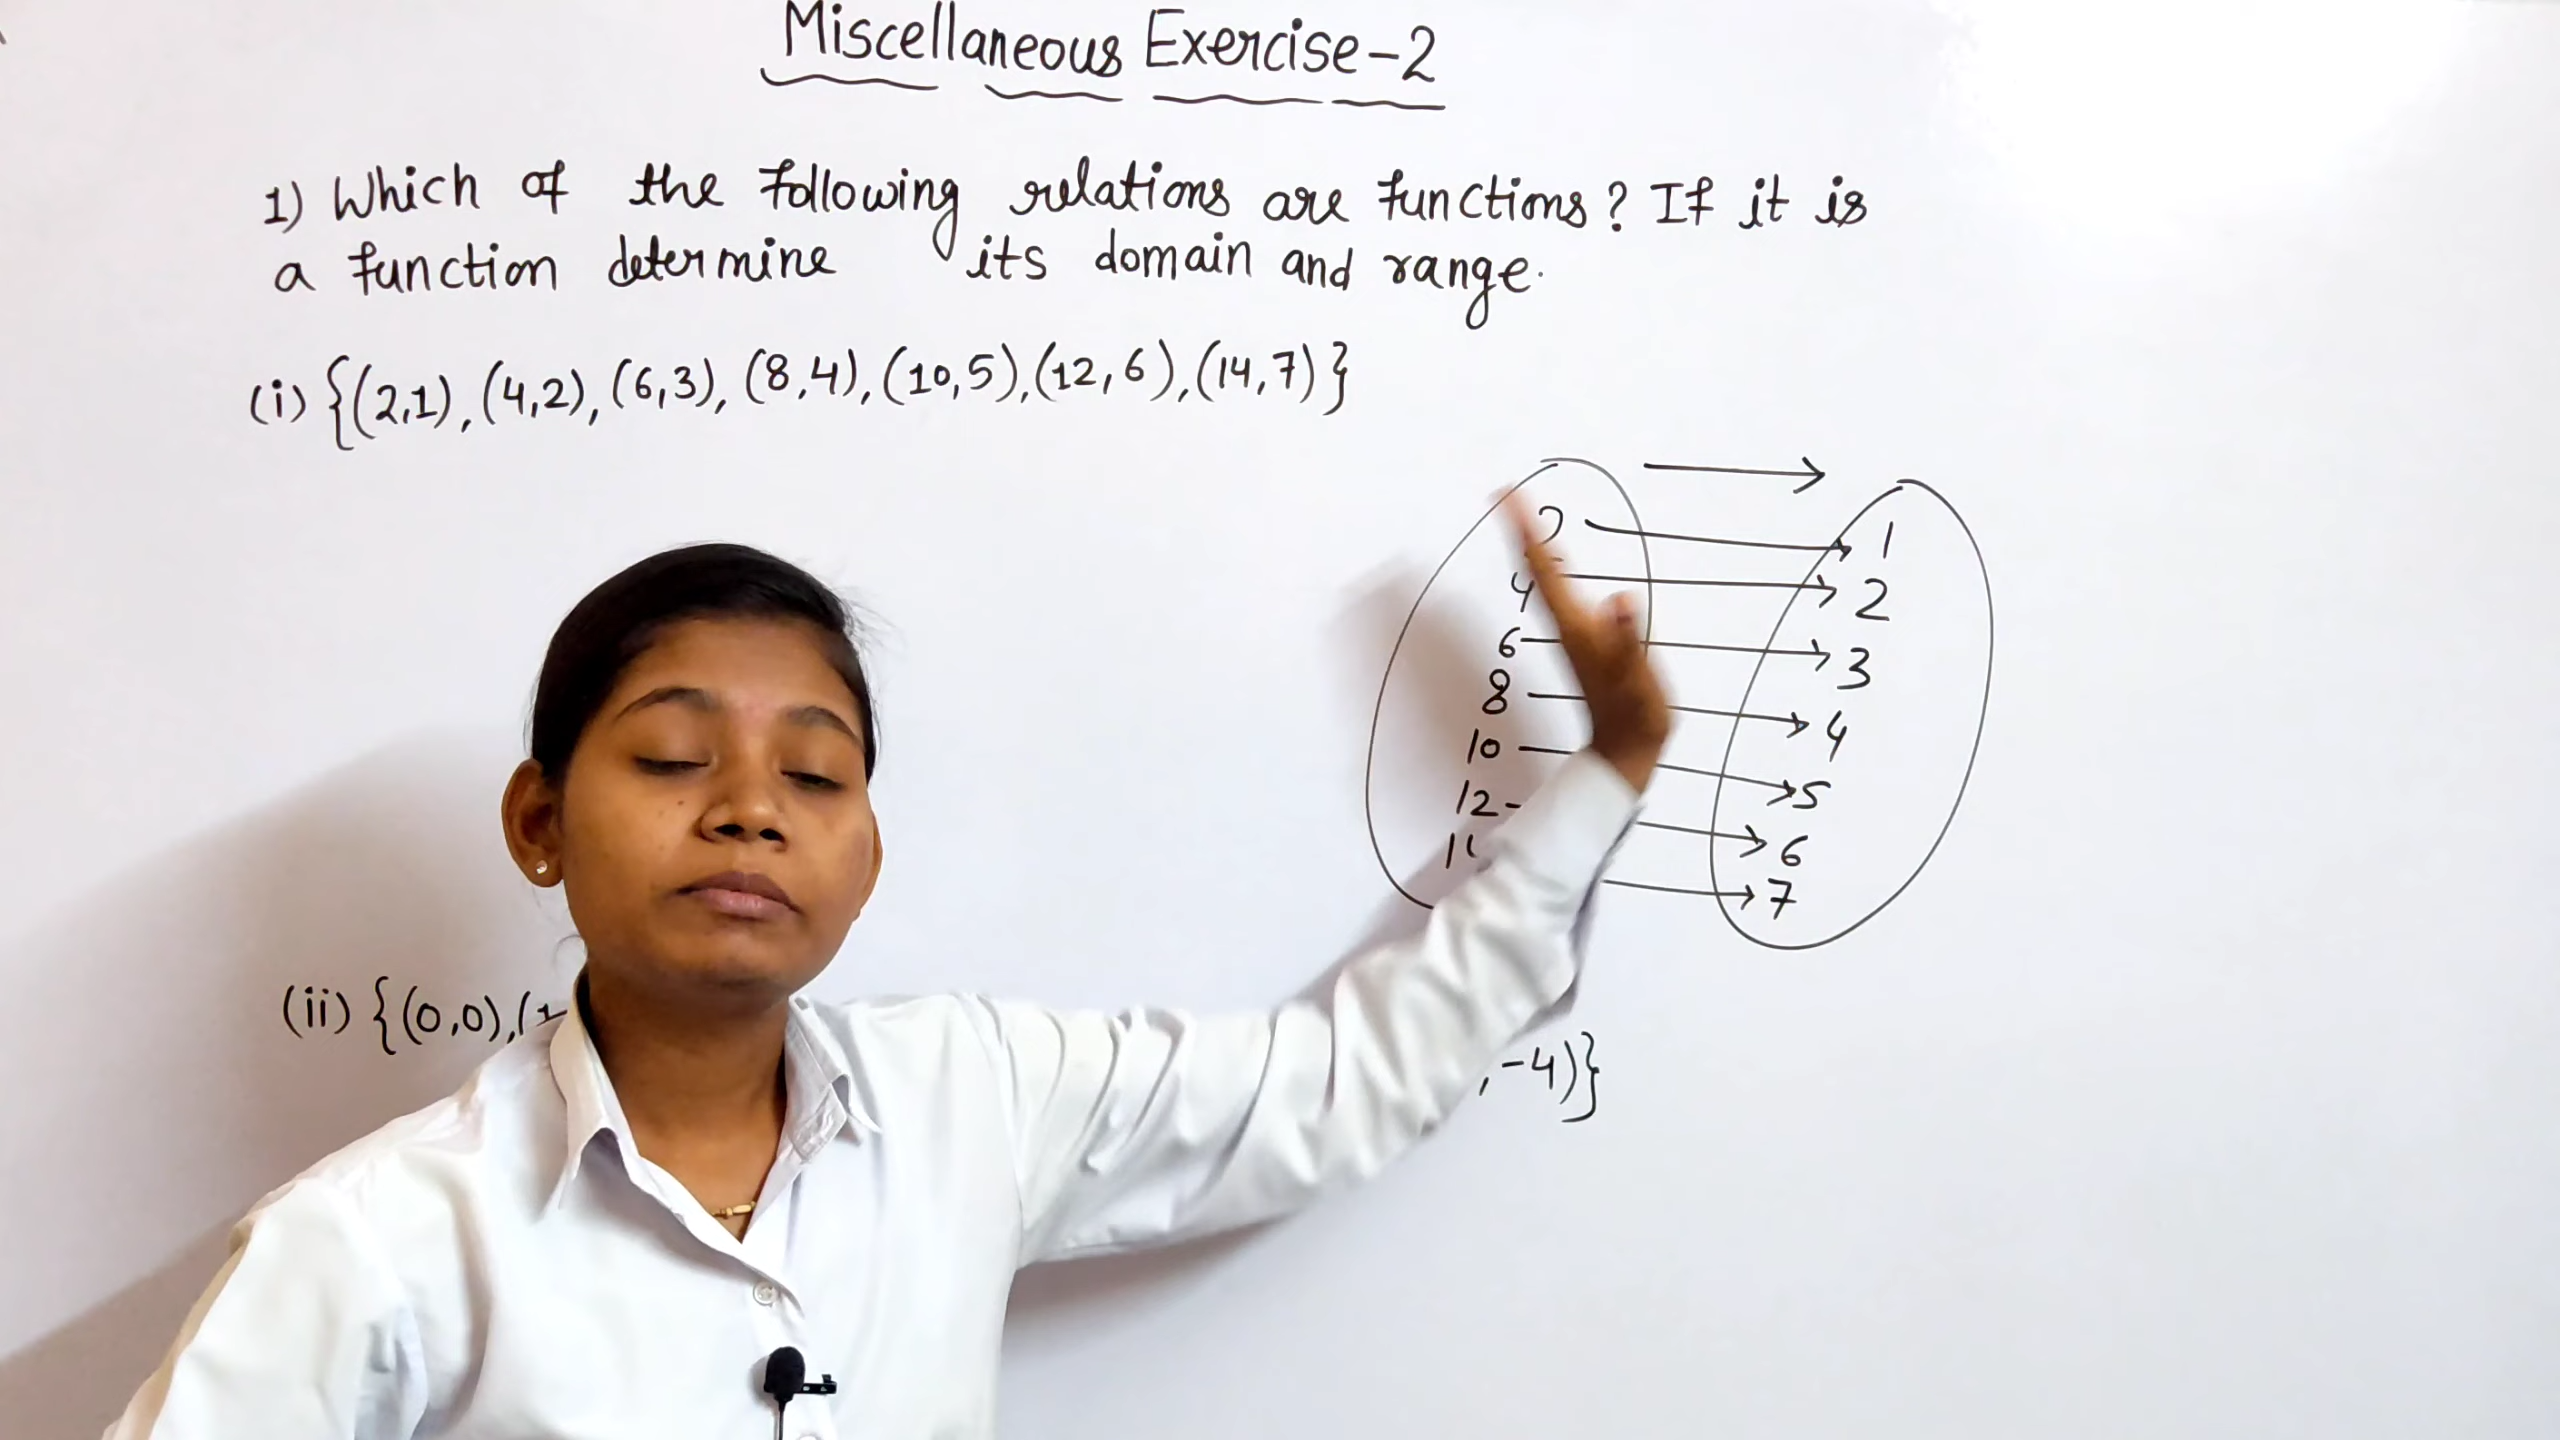 Miscellaneous Exercise-2
1) Which of the following relations are functions? If it is
a function determine its domain and range.
(i) {(2,1), (4,2), (6,3), (8,4), (10,5), (12,6), (14,7)}
1
4 2
6 3
8 4
10 5
12 6
7
(ii) {(0,0),(1
,-4)}